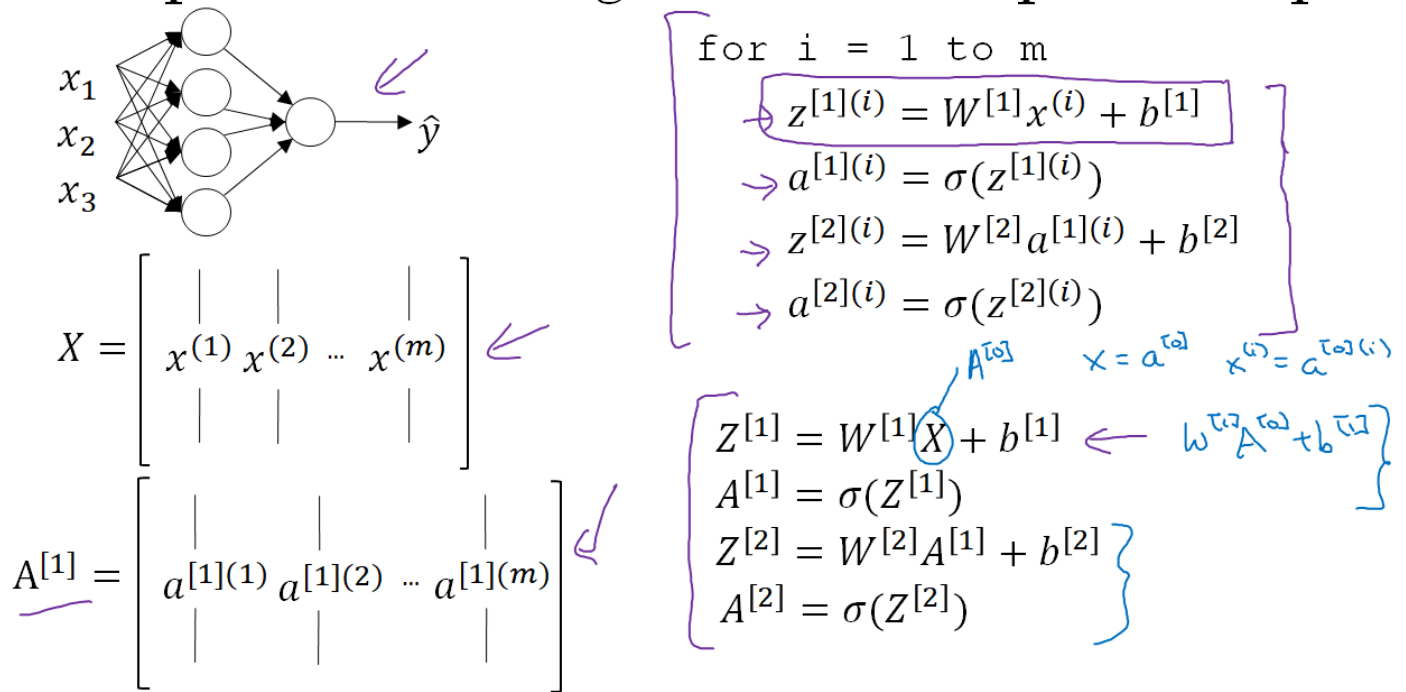 x₁
x₂
x₃
ŷ
X = [ x⁽¹⁾ x⁽²⁾ ... x⁽ᵐ⁾ ]
A^[1] = [ a^[1](1) a^[1](2) ... a^[1](m) ]
for i = 1 to m
z^[1](i) = W^[1]x^(i) + b^[1]
a^[1](i) = σ(z^[1](i))
z^[2](i) = W^[2]a^[1](i) + b^[2]
a^[2](i) = σ(z^[2](i))
A^[0] x = a^[0] x^(i) = a^[0](i)
Z^[1] = W^[1]X + b^[1] ← W^[1]A^[0] + b^[1]
A^[1] = σ(Z^[1])
Z^[2] = W^[2]A^[1] + b^[2]
A^[2] = σ(Z^[2])